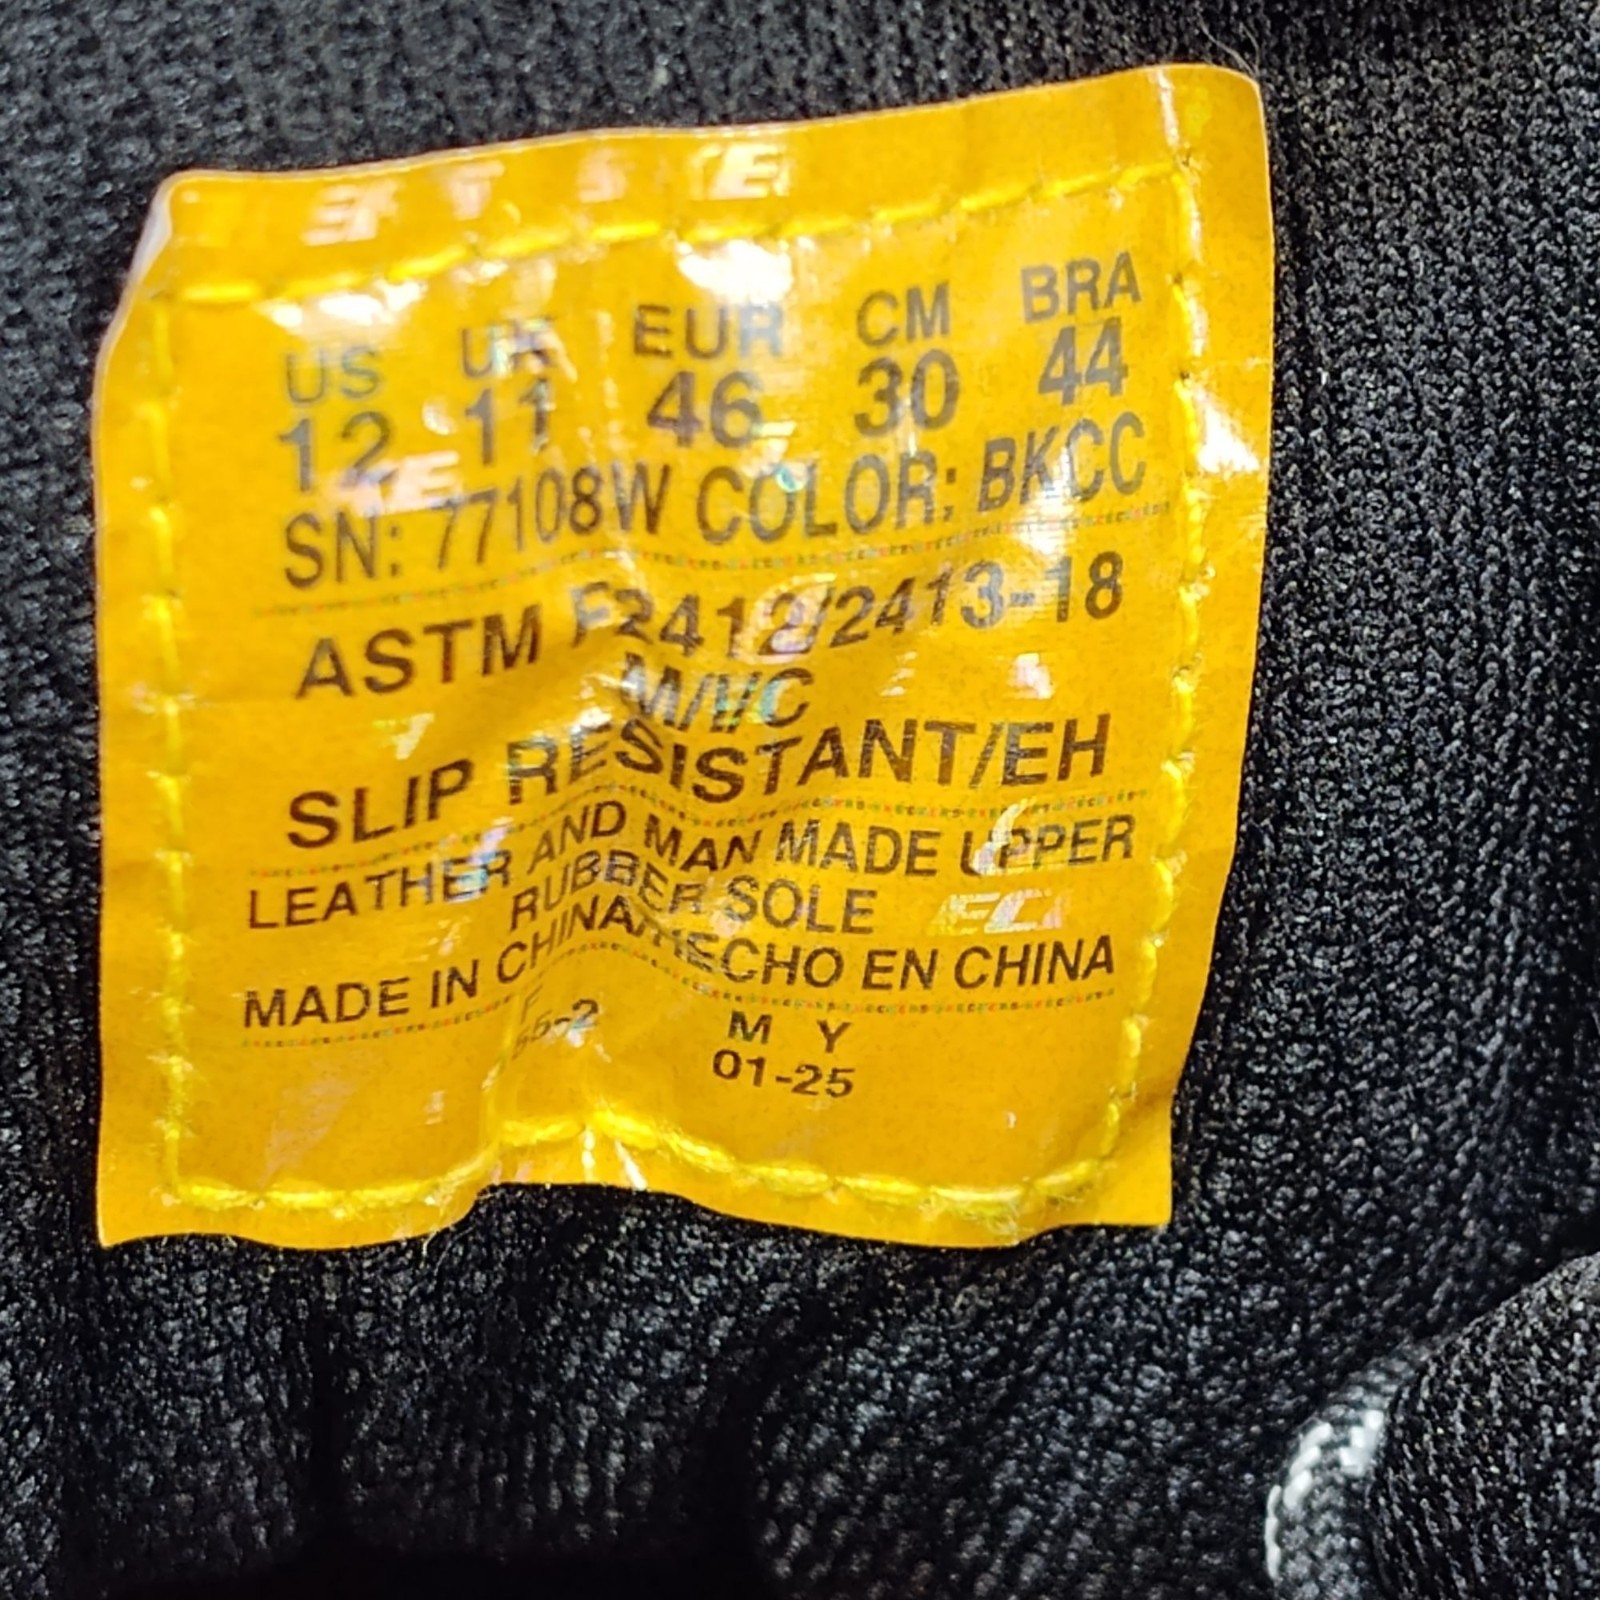 US UK EUR CM BRA
12 11 46 30 44
SN: 77108W COLOR: BKCC
ASTM F2412/2413-18
M/I/C
SLIP RESISTANT/EH
LEATHER AND MAN MADE UPPER
RUBBER SOLE
MADE IN CHINA/HECHO EN CHINA
F M Y
01-25